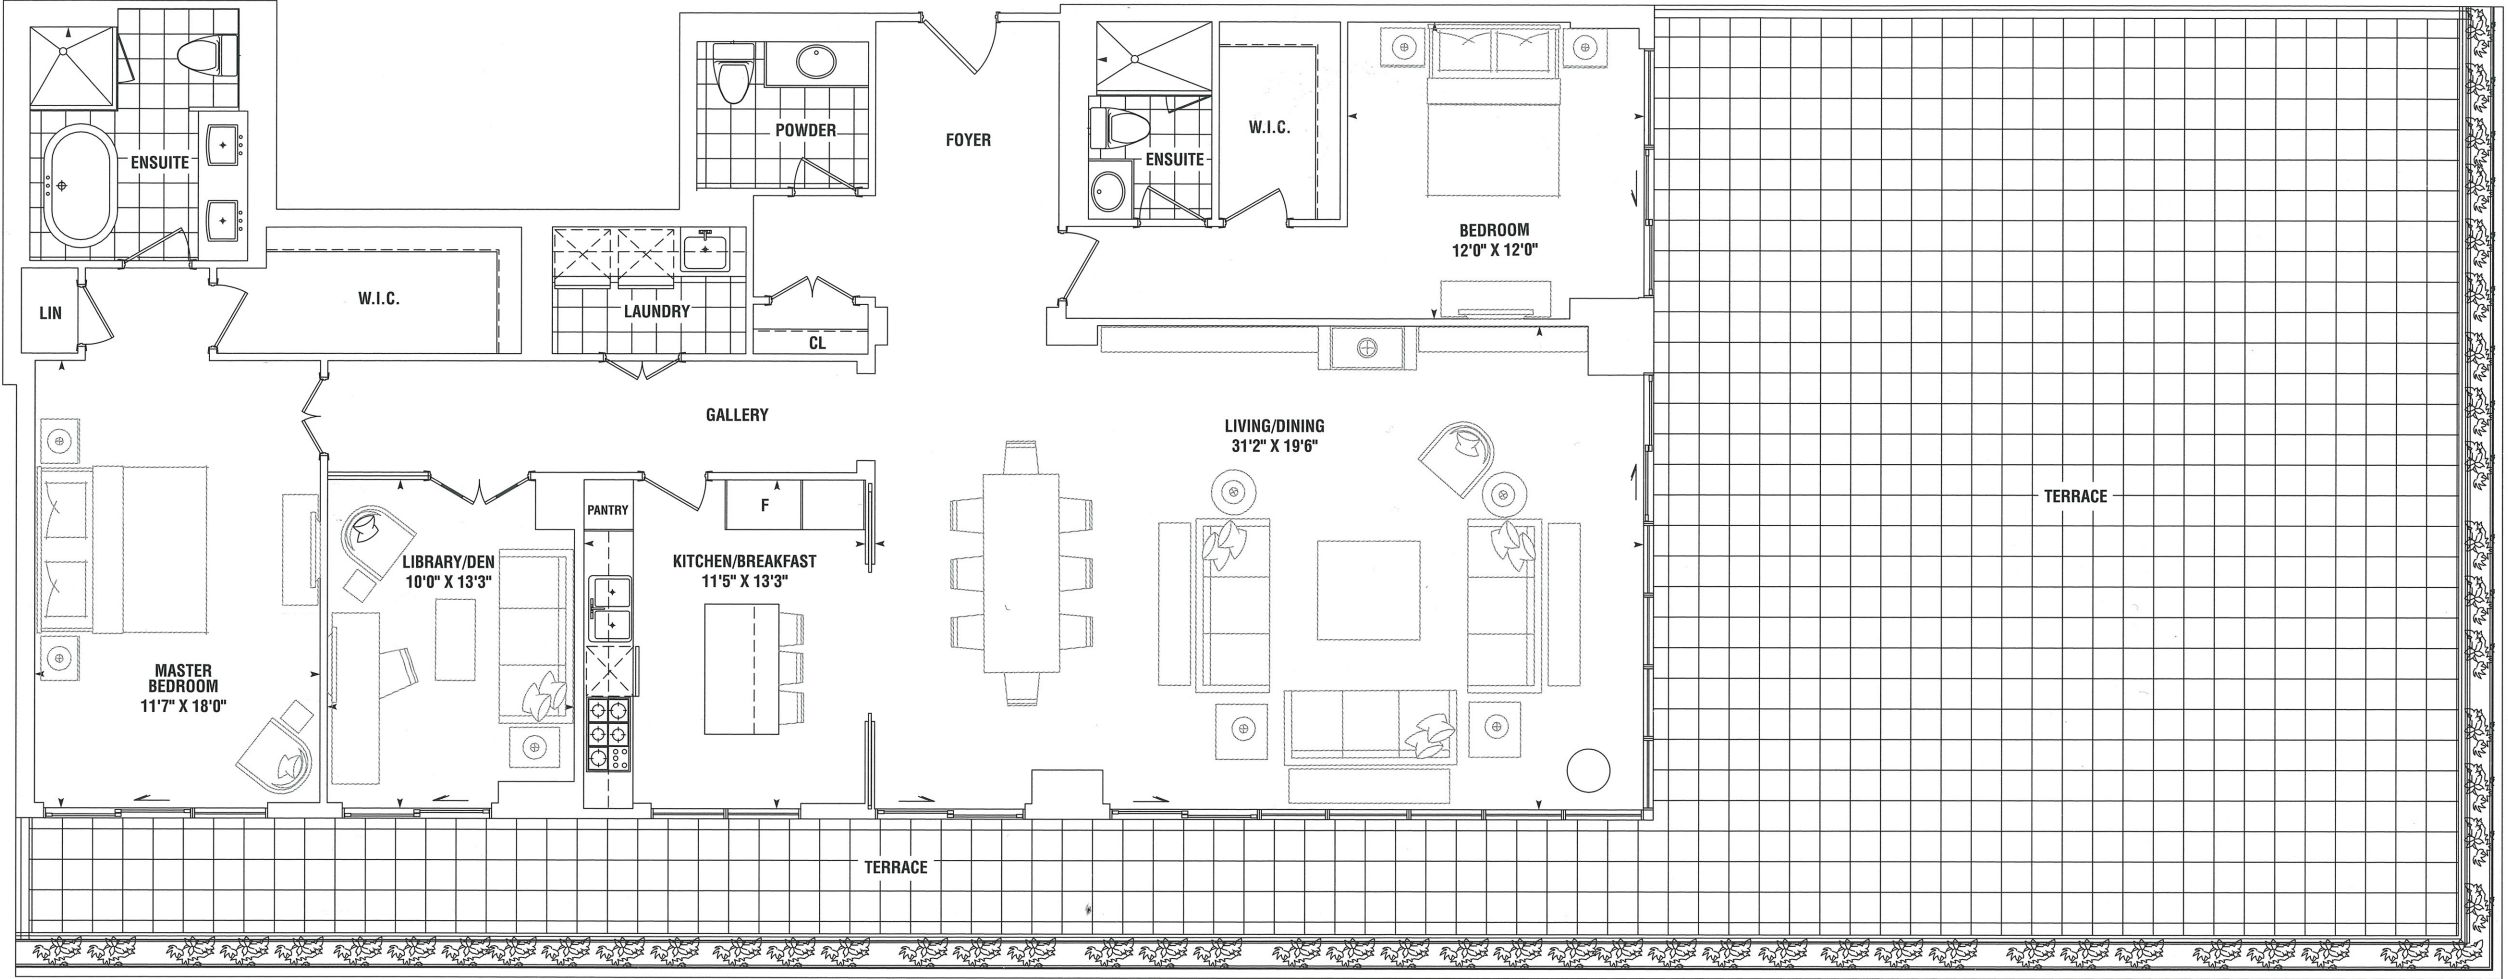 ENSUITE
POWDER
FOYER
ENSUITE
W.I.C.
BEDROOM
12'0" X 12'0"
LIN
W.I.C.
LAUNDRY
CL
GALLERY
LIVING/DINING
31'2" X 19'6"
TERRACE
PANTRY
F
LIBRARY/DEN
10'0" X 13'3"
KITCHEN/BREAKFAST
11'5" X 13'3"
MASTER
BEDROOM
11'7" X 18'0"
TERRACE